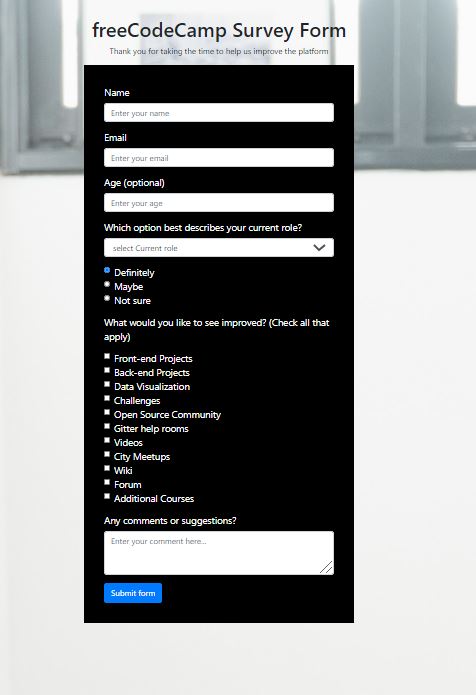 freeCodeCamp Survey Form
Thank you for taking the time to help us improve the platform
Name
Enter your name
Email
Enter your email
Age (optional)
Enter your age
Which option best describes your current role?
select Current role
Definitely
Maybe
Not sure
What would you like to see improved? (Check all that
apply)
Front-end Projects
Back-end Projects
Data Visualization
Challenges
Open Source Community
Gitter help rooms
Videos
City Meetups
Wiki
Forum
Additional Courses
Any comments or suggestions?
Enter your comment here...
Submit form